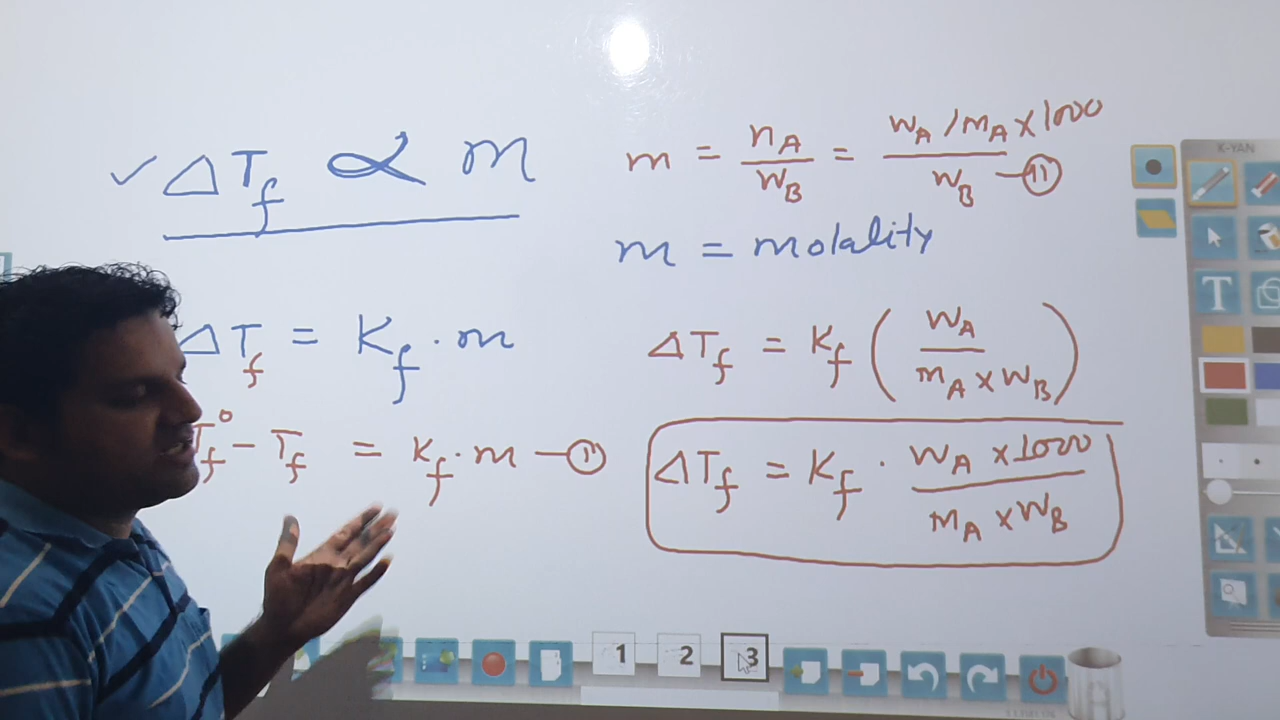 ✓ ΔT_f ∝ m
ΔT_f = K_f · m
T_f° - T_f = K_f · m — ①
m = n_A / W_B = W_A / M_A × 1000 / W_B — ⑪
m = molality
ΔT_f = K_f ( W_A / M_A × W_B )
ΔT_f = K_f · W_A × 1000 / M_A × W_B
K-YAN
T
1 2 3